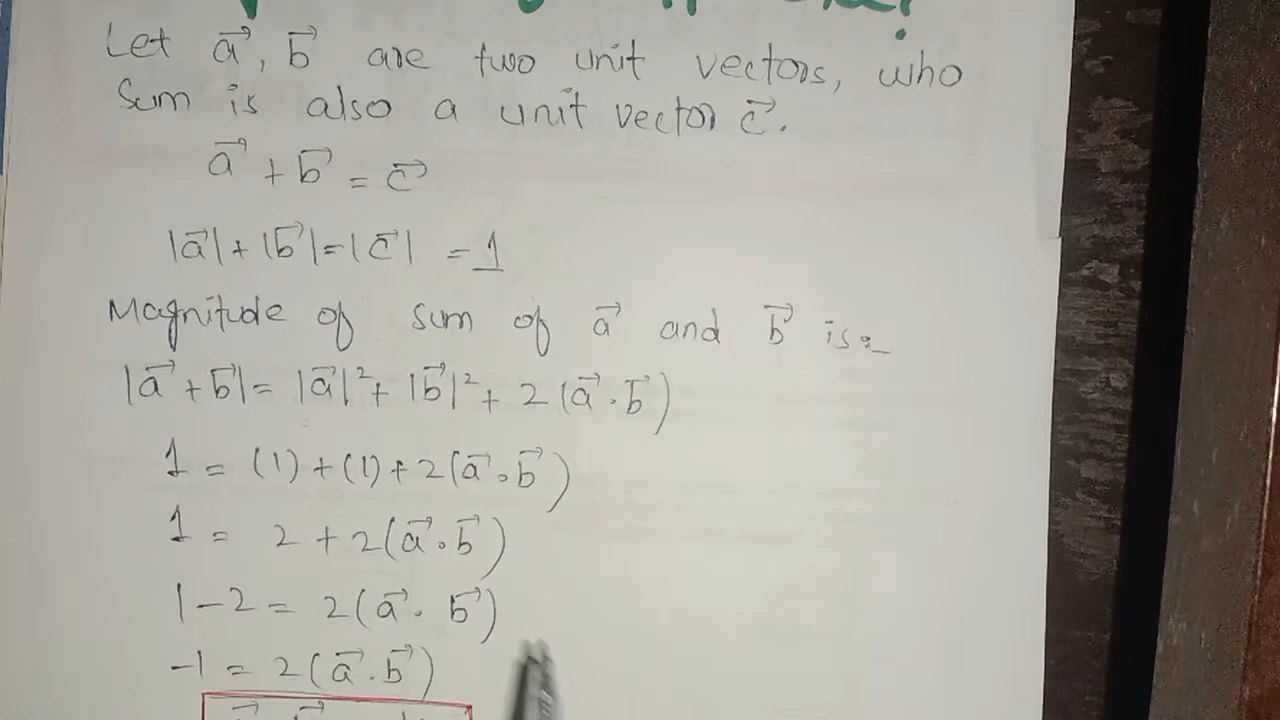 Let a⃗, b⃗ are two unit vectors, who
Sum is also a unit vector c⃗.
a⃗ + b⃗ = c⃗
|a⃗| + |b⃗| = |c⃗| = 1
Magnitude of sum of a⃗ and b⃗ is:-
|a⃗ + b⃗| = |a⃗|² + |b⃗|² + 2(a⃗ . b⃗)
1 = (1) + (1) + 2(a⃗ . b⃗)
1 = 2 + 2(a⃗ . b⃗)
1 - 2 = 2(a⃗ . b⃗)
-1 = 2(a⃗ . b⃗)